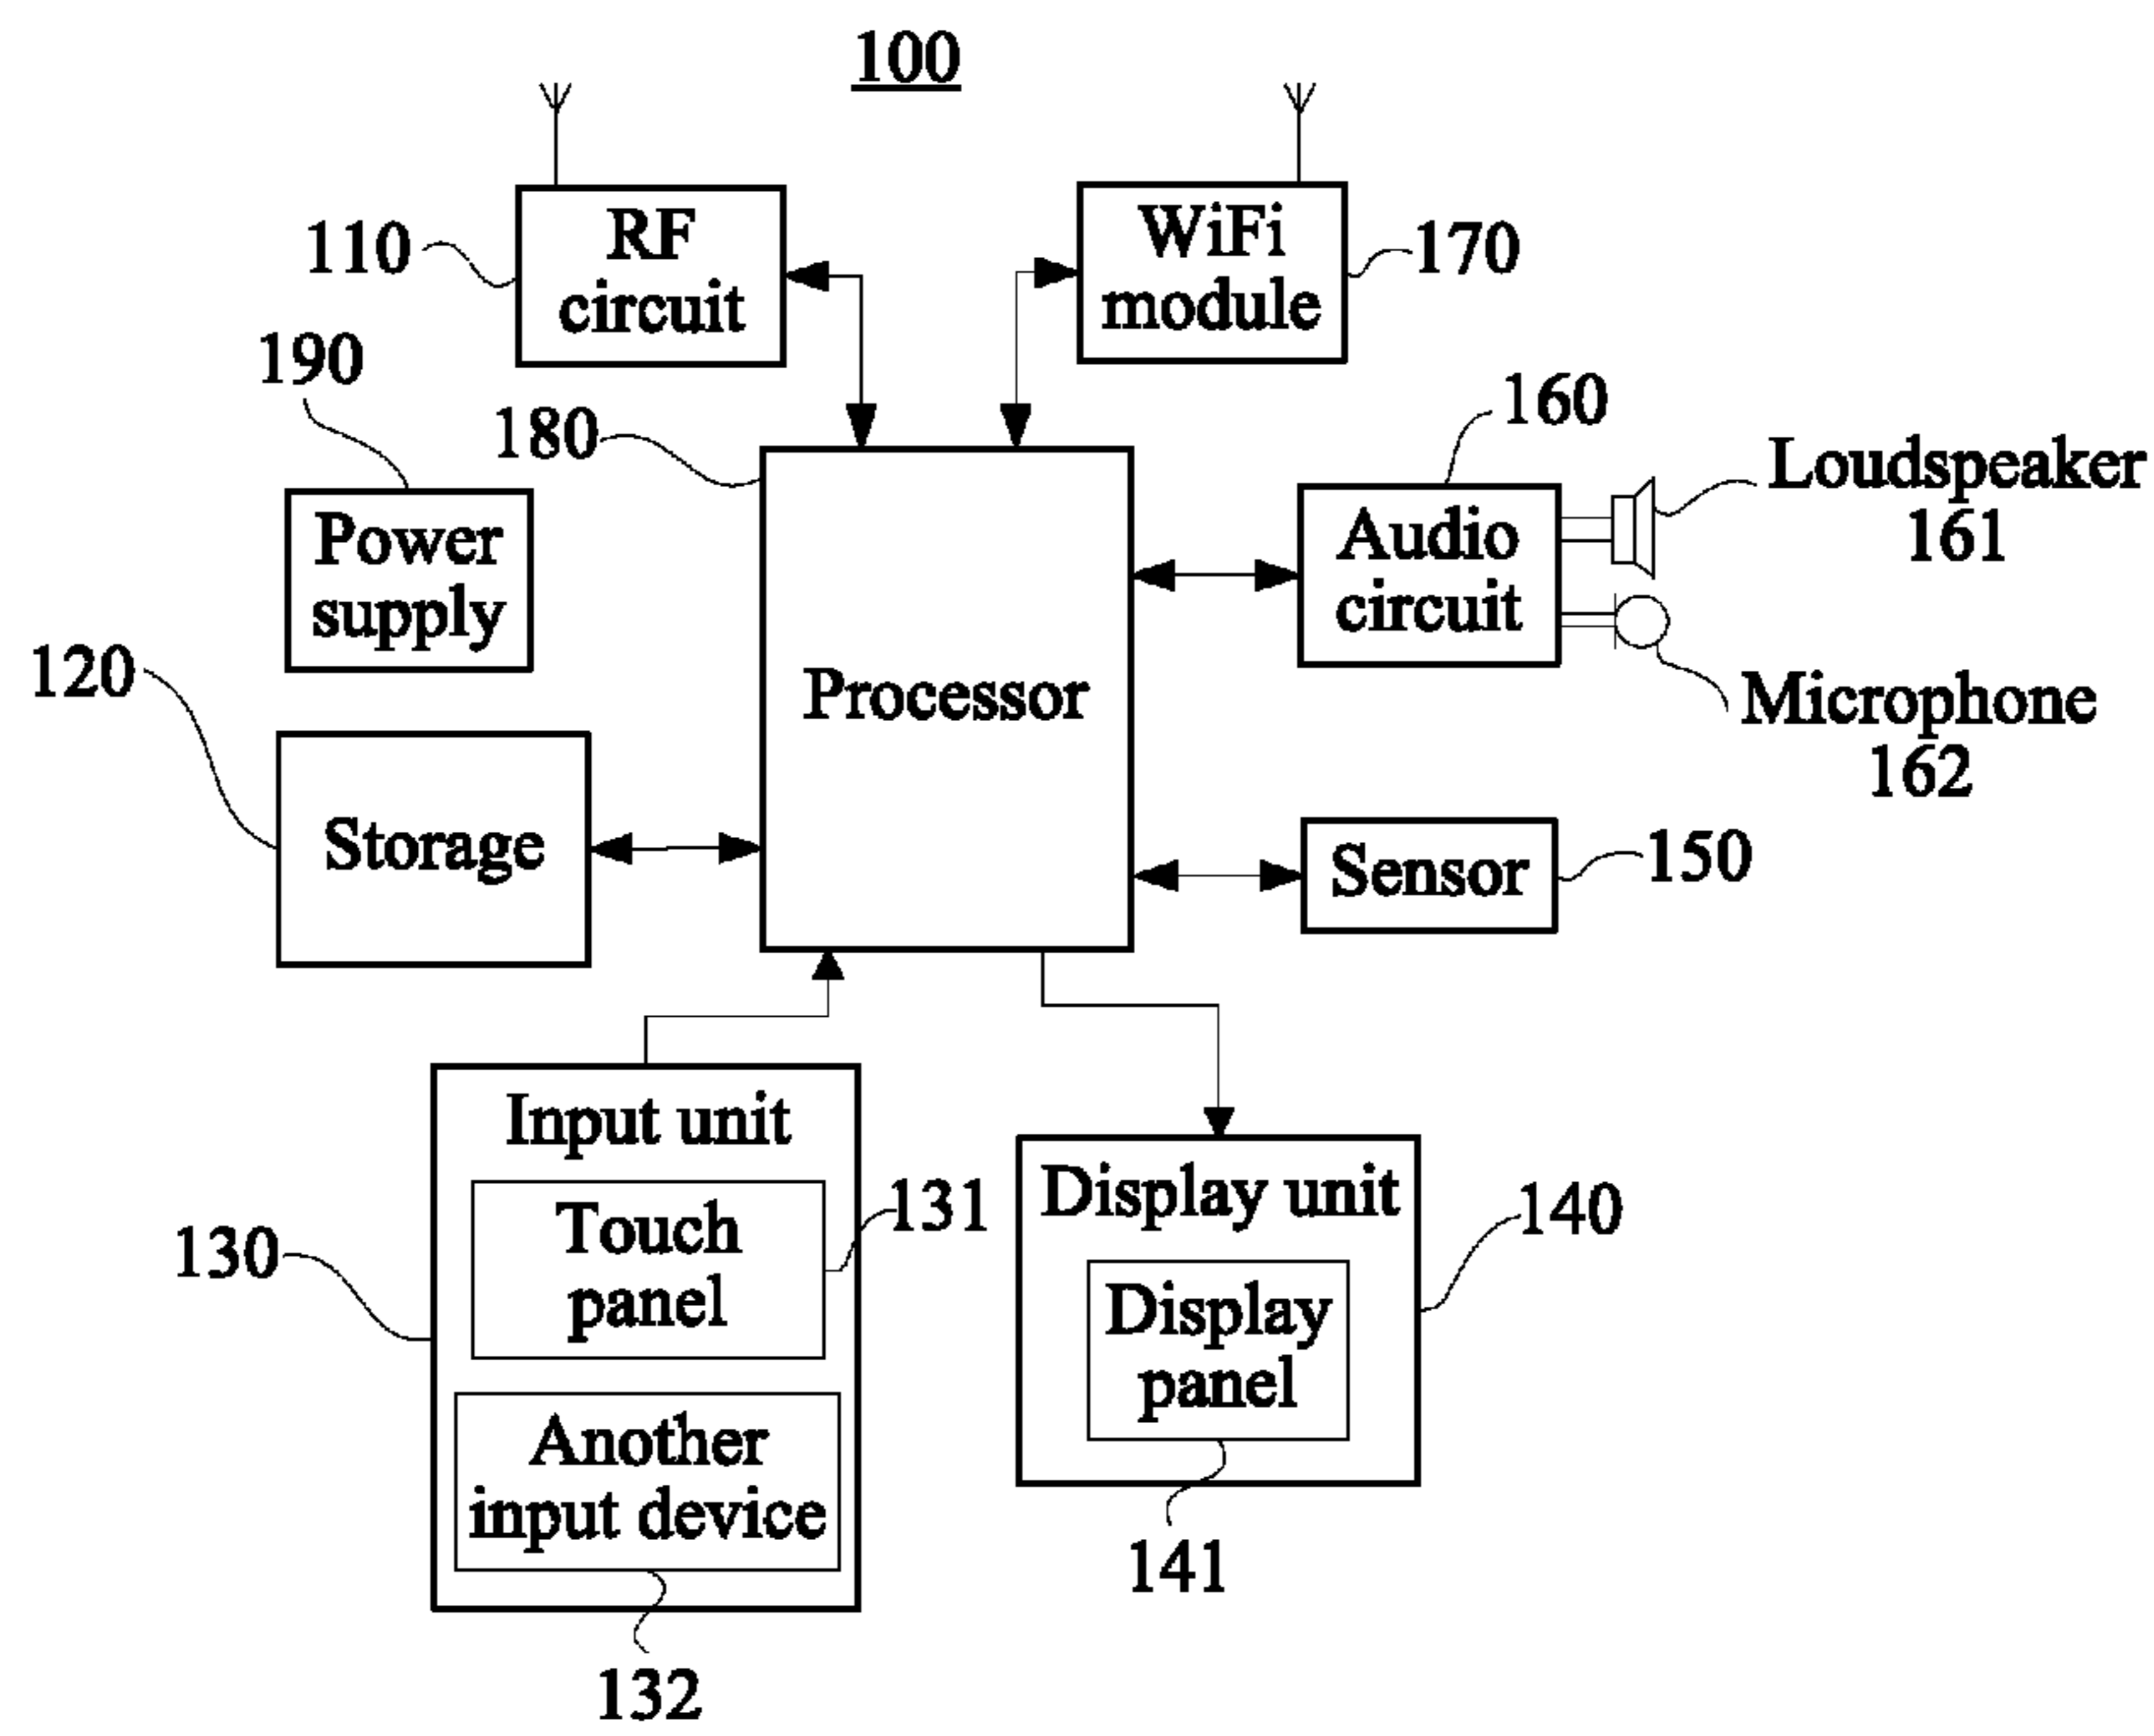 100
RF
circuit
110
WiFi
module
170
190
180
160
Power
supply
Audio
circuit
Loudspeaker
161
120
Processor
Microphone
162
Storage
Sensor
150
Input unit
Touch
panel
131
130
Another
input device
132
Display unit
140
Display
panel
141